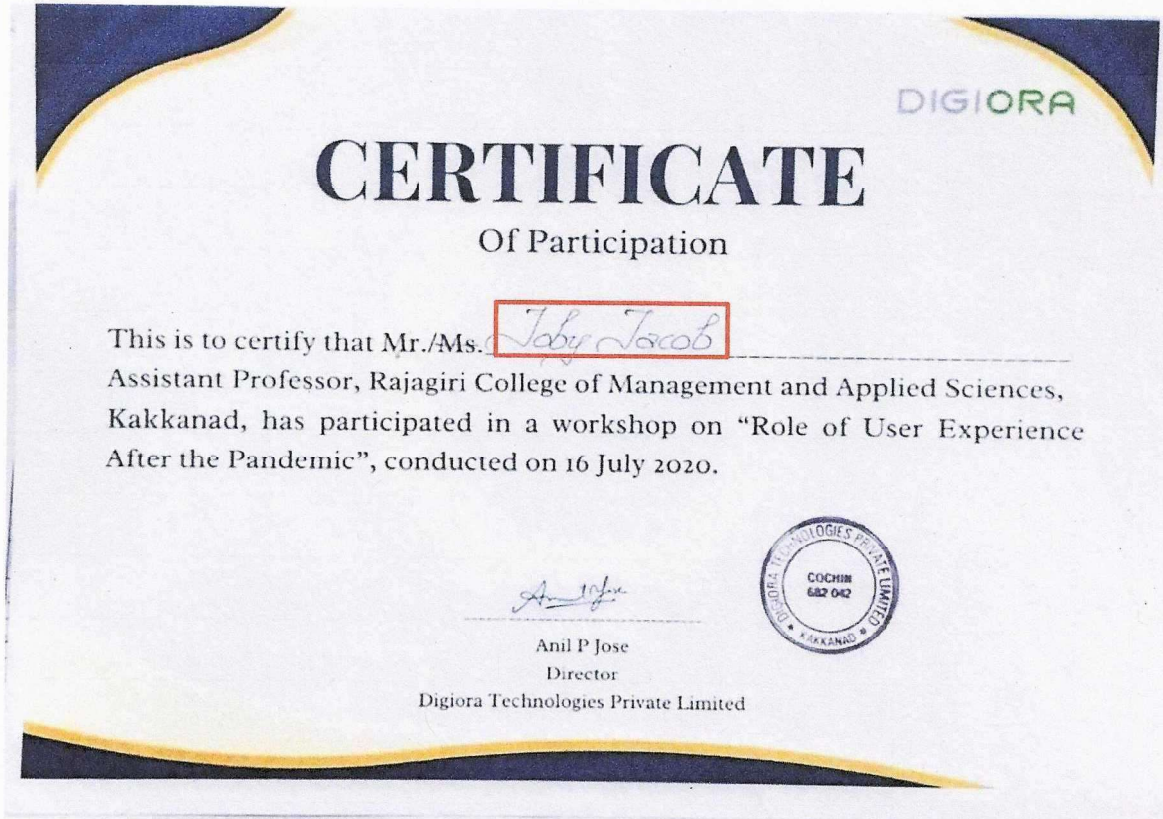 DIGIORA
CERTIFICATE
Of Participation
This is to certify that Mr./Ms. Joby Jacob
Assistant Professor, Rajagiri College of Management and Applied Sciences,
Kakkanad, has participated in a workshop on “Role of User Experience
After the Pandemic”, conducted on 16 July 2020.
DIGIORA TECHNOLOGIES PRIVATE LIMITED
COCHIN
682 042
KAKKANAD
Anil P Jose
Director
Digiora Technologies Private Limited